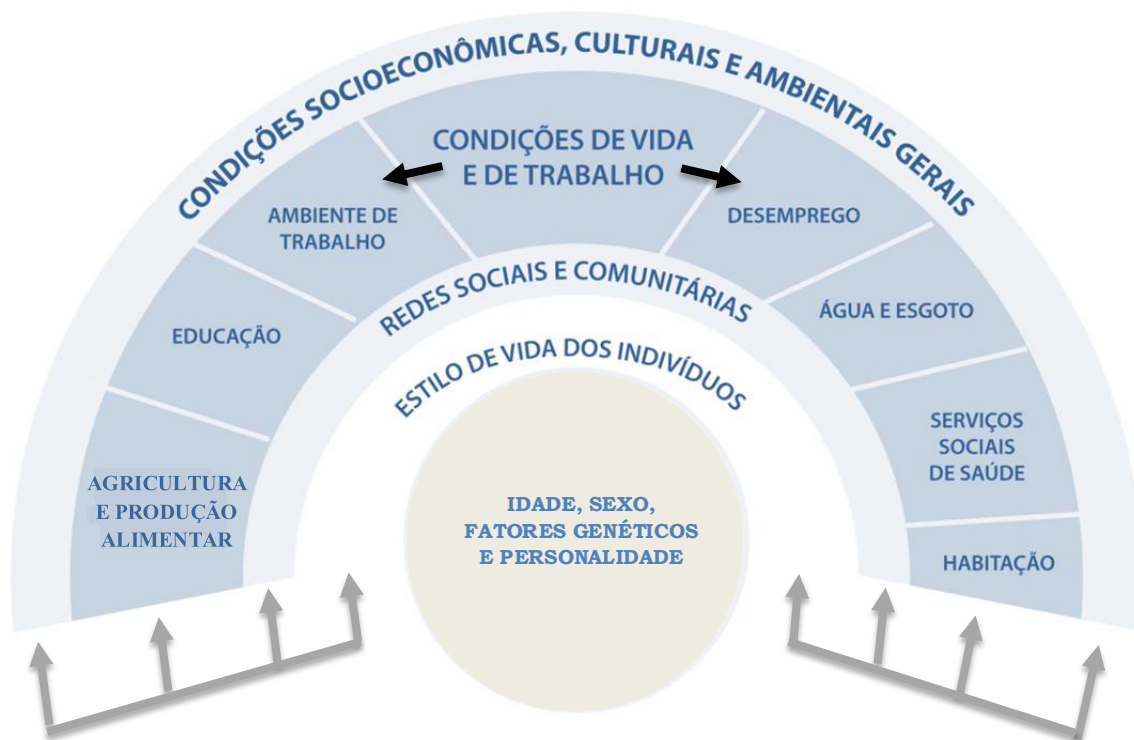 CONDIÇÕES SOCIOECONÔMICAS, CULTURAIS E AMBIENTAIS GERAIS
CONDIÇÕES DE VIDA
E DE TRABALHO
AMBIENTE DE
TRABALHO
DESEMPREGO
EDUCAÇÃO
ÁGUA E ESGOTO
AGRICULTURA
E PRODUÇÃO
ALIMENTAR
SERVIÇOS
SOCIAIS
DE SAÚDE
HABITAÇÃO
REDES SOCIAIS E COMUNITÁRIAS
ESTILO DE VIDA DOS INDIVÍDUOS
IDADE, SEXO,
FATORES GENÉTICOS
E PERSONALIDADE